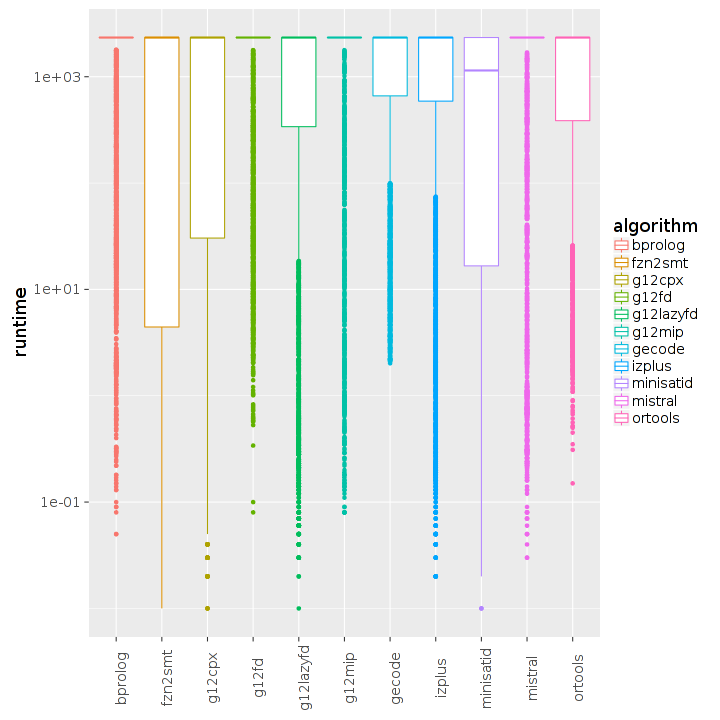 1e+03
1e+01
1e-01
runtime
bprolog
fzn2smt
g12cpx
g12fd
g12lazyfd
g12mip
gecode
izplus
minisatid
mistral
ortools
algorithm
bprolog
fzn2smt
g12cpx
g12fd
g12lazyfd
g12mip
gecode
izplus
minisatid
mistral
ortools